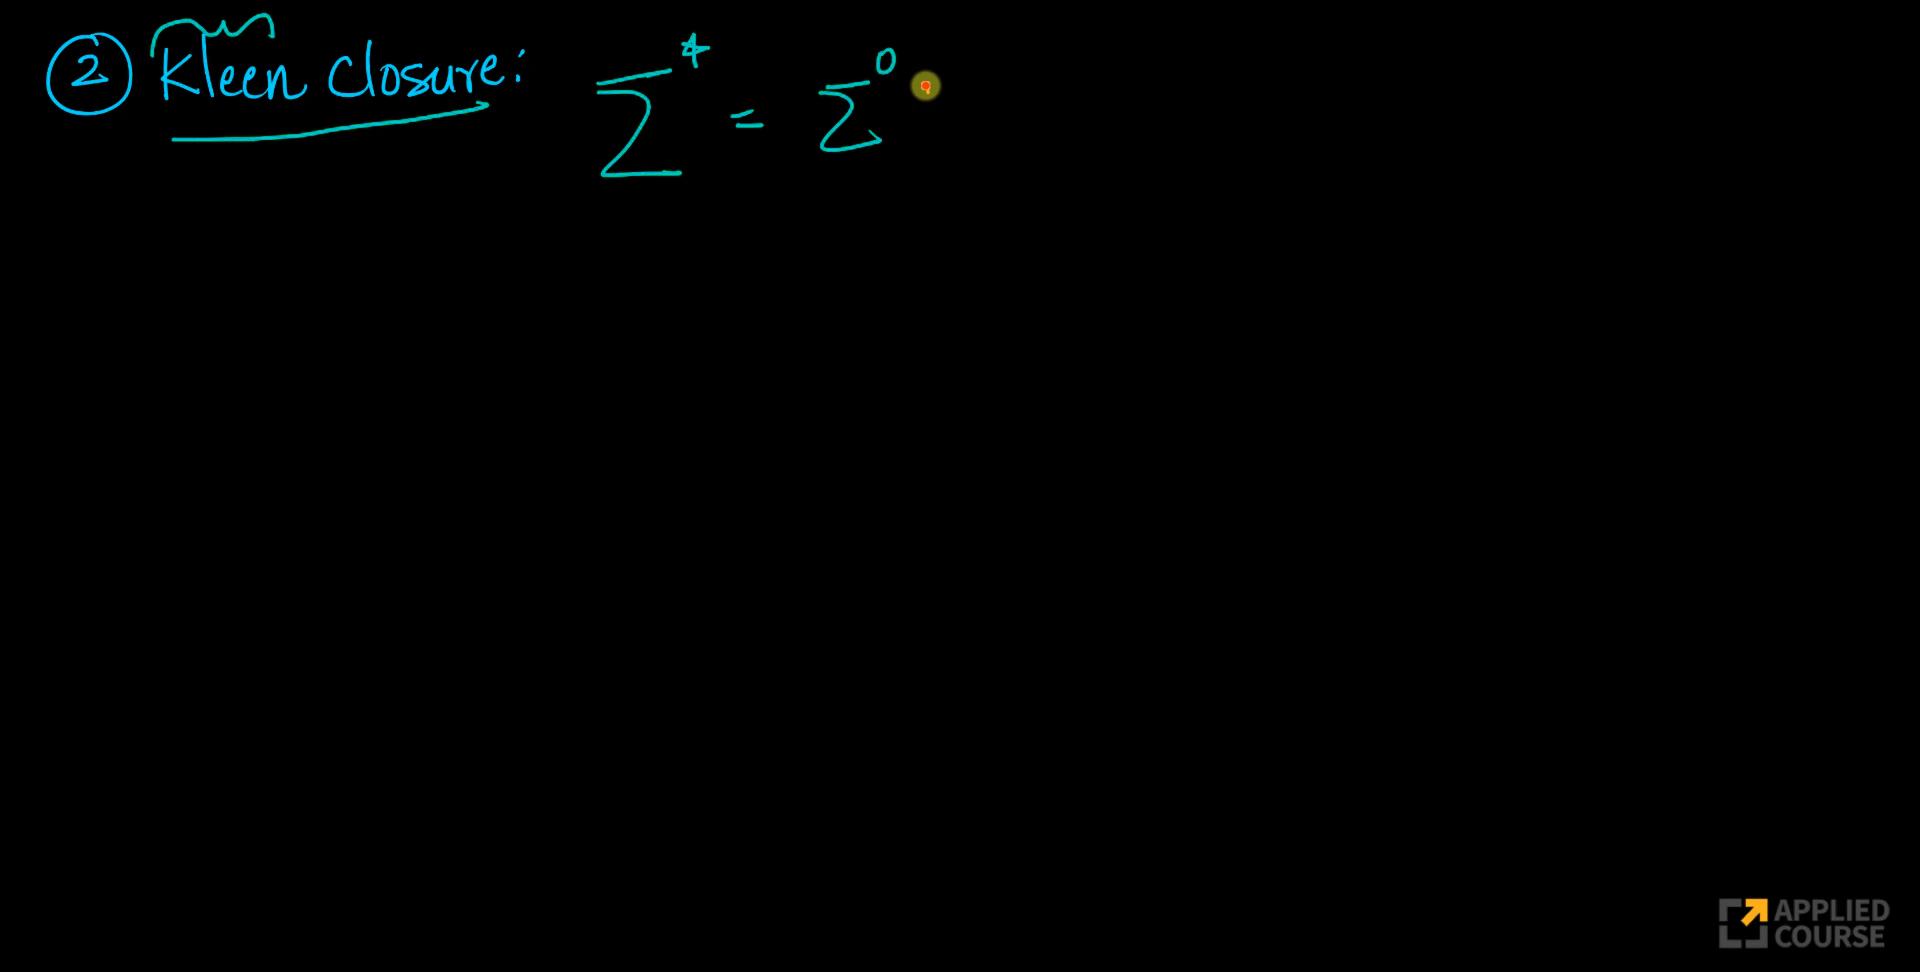 ② Kleen Closure: Σ* = Σ⁰
APPLIED
COURSE